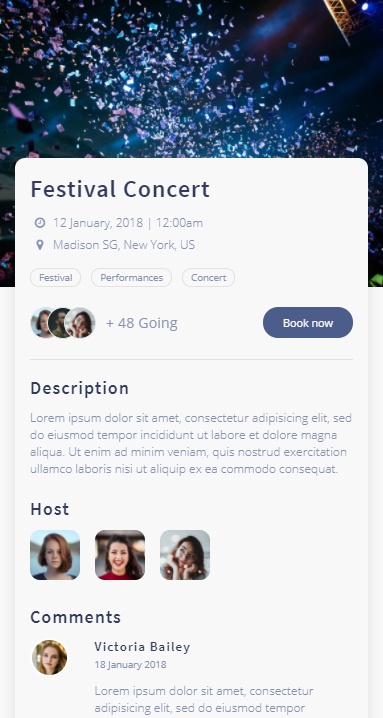 Festival Concert
12 January, 2018 | 12:00am
Madison SG, New York, US
Festival Performances Concert
+ 48 Going Book now
Description
Lorem ipsum dolor sit amet, consectetur adipisicing elit, sed
do eiusmod tempor incididunt ut labore et dolore magna
aliqua. Ut enim ad minim veniam, quis nostrud exercitation
ullamco laboris nisi ut aliquip ex ea commodo consequat.
Host
Comments
Victoria Bailey
18 January 2018
Lorem ipsum dolor sit amet, consectetur
adipisicing elit, sed do eiusmod tempor